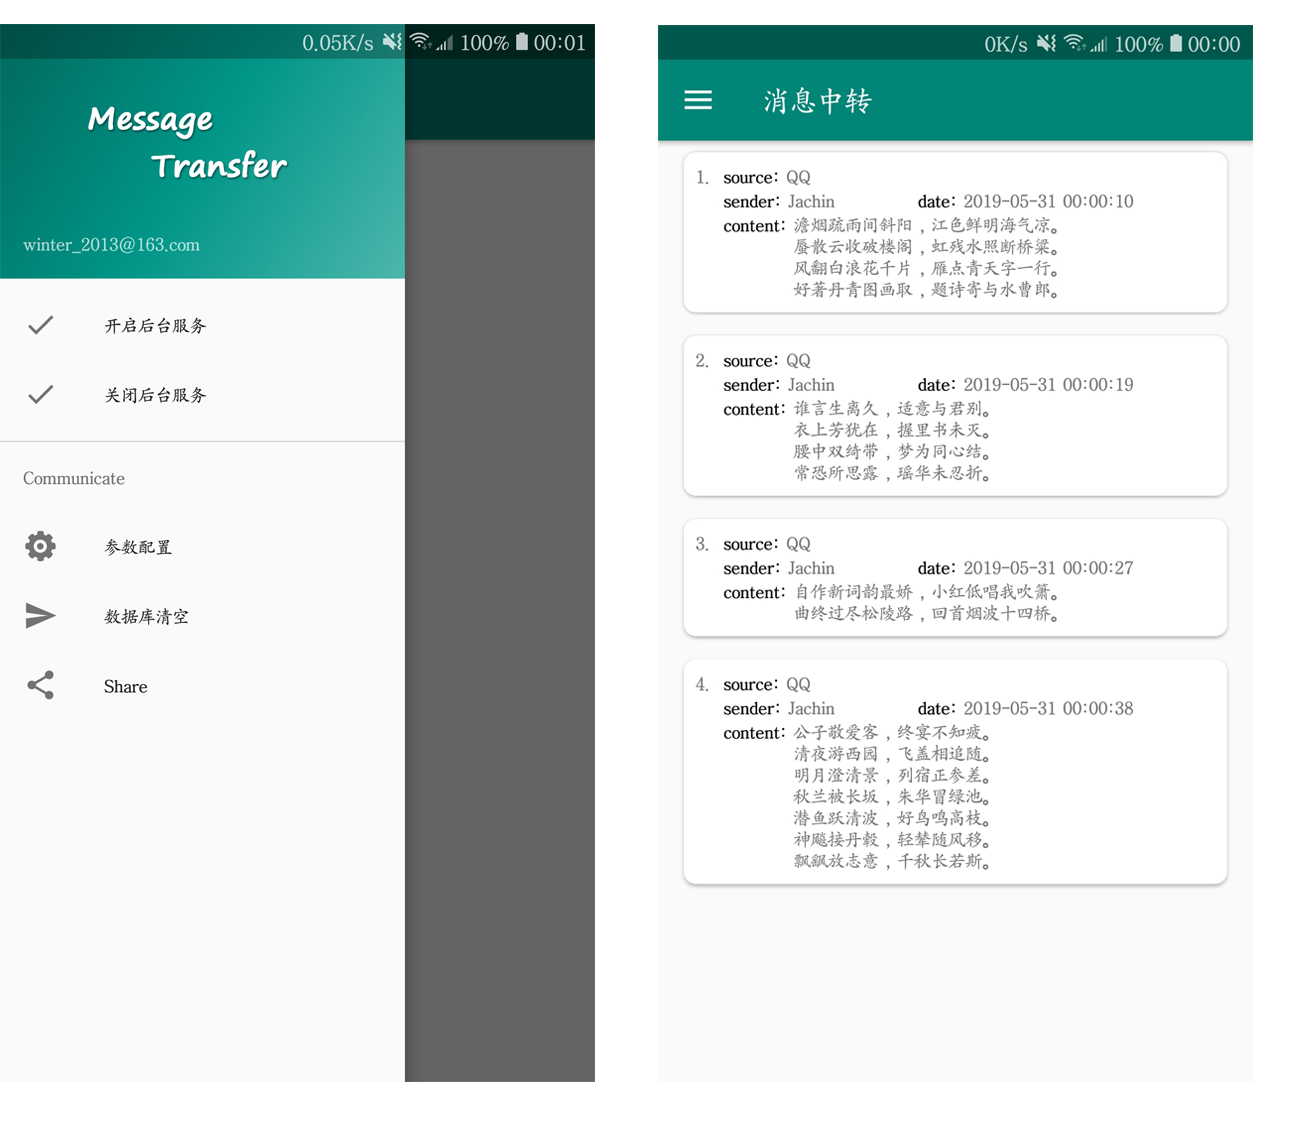 0.05K/s 100% 00:01
Message
Transfer
winter_2013@163.com
开启后台服务
关闭后台服务
Communicate
参数配置
数据库清空
Share
0K/s 100% 00:00
消息中转
1. source: QQ
sender: Jachin date: 2019-05-31 00:00:10
content: 澹烟疏雨间斜阳，江色鲜明海气凉。
蜃散云收破楼阁，虹残水照断桥梁。
风翻白浪花千片，雁点青天字一行。
好著丹青图画取，题诗寄与水曹郎。
2. source: QQ
sender: Jachin date: 2019-05-31 00:00:19
content: 谁言生离久，适意与君别。
衣上芳犹在，握里书未灭。
腰中双绮带，梦为同心结。
常恐所思露，瑶华未忍折。
3. source: QQ
sender: Jachin date: 2019-05-31 00:00:27
content: 自作新词韵最娇，小红低唱我吹箫。
曲终过尽松陵路，回首烟波十四桥。
4. source: QQ
sender: Jachin date: 2019-05-31 00:00:38
content: 公子敬爱客，终宴不知疲。
清夜游西园，飞盖相追随。
明月澄清景，列宿正参差。
秋兰被长坂，朱华冒绿池。
潜鱼跃清波，好鸟鸣高枝。
神飚接丹毂，轻辇随风移。
飘飖放志意，千秋长若斯。